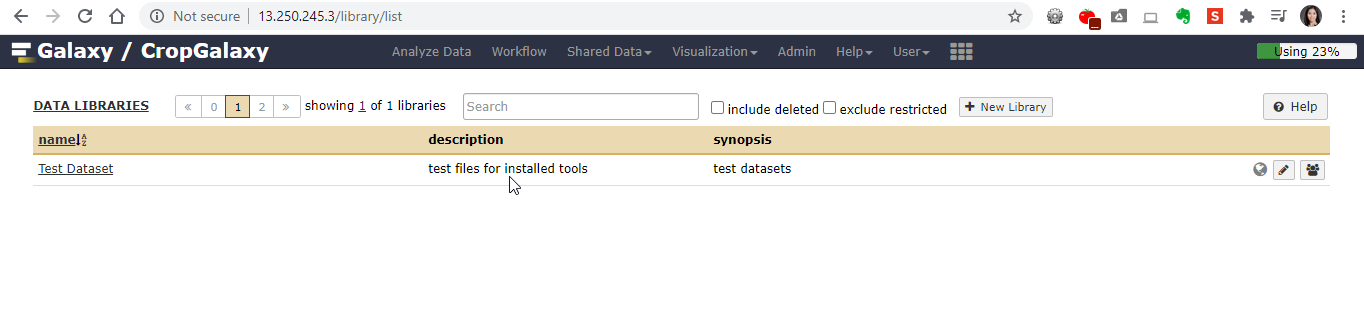 Not secure | 13.250.245.3/library/list
Galaxy / CropGalaxy Analyze Data Workflow Shared Data Visualization Admin Help User Using 23%
DATA LIBRARIES « 0 1 2 » showing 1 of 1 libraries Search include deleted exclude restricted + New Library Help
name description synopsis
Test Dataset test files for installed tools test datasets